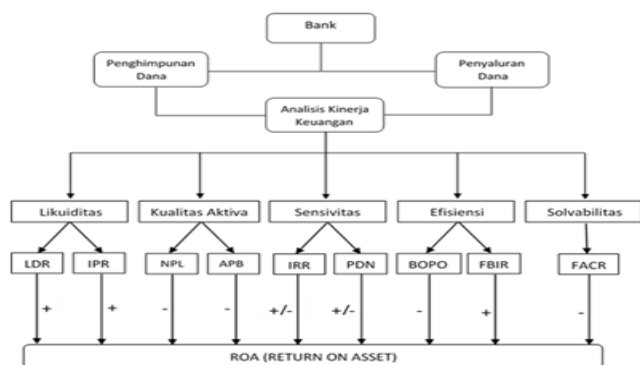 Bank
Penghimpunan
Dana
Penyaluran
Dana
Analisis Kinerja
Keuangan
Likuiditas
Kualitas Aktiva
Sensivitas
Efisiensi
Solvabilitas
LDR
IPR
NPL
APB
IRR
PDN
BOPO
FBIR
FACR
+
+
-
-
+/-
+/-
-
+
-
ROA (RETURN ON ASSET)